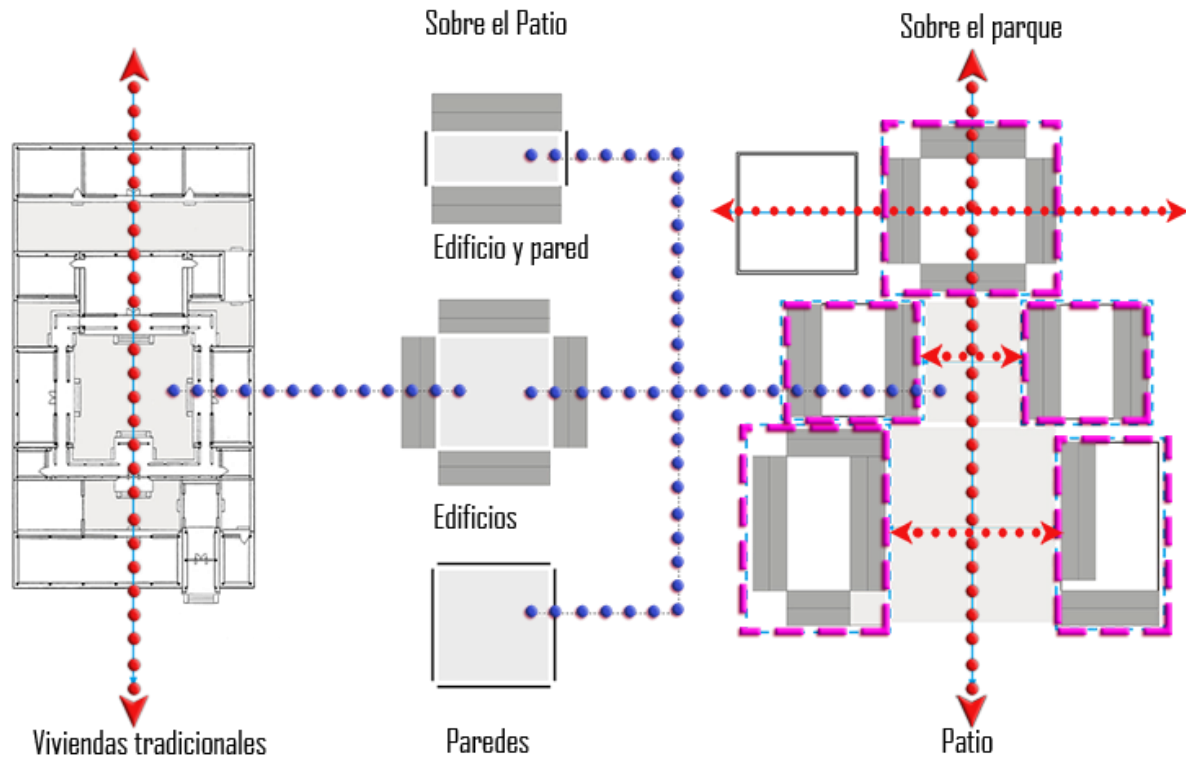 Sobre el Patio
Sobre el parque
Edificio y pared
Edificios
Viviendas tradicionales
Paredes
Patio